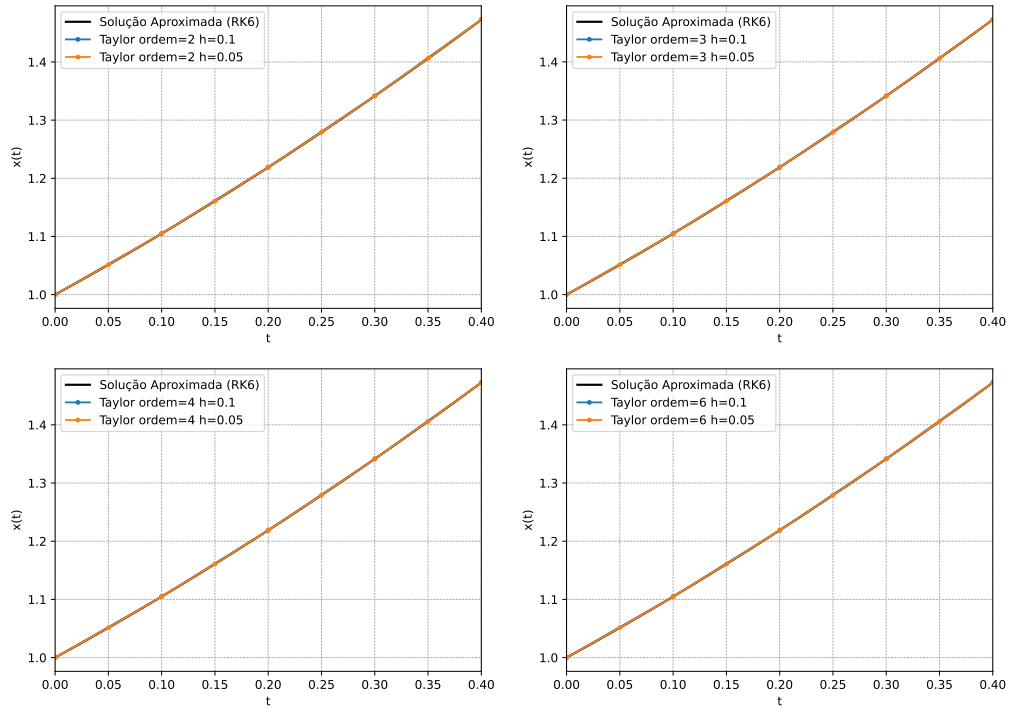 Solução Aproximada (RK6)
Taylor ordem=2 h=0.1
Taylor ordem=2 h=0.05
1.4
1.3
1.2
1.1
1.0
x(t)
0.00 0.05 0.10 0.15 0.20 0.25 0.30 0.35 0.40
t
Solução Aproximada (RK6)
Taylor ordem=3 h=0.1
Taylor ordem=3 h=0.05
1.4
1.3
1.2
1.1
1.0
x(t)
0.00 0.05 0.10 0.15 0.20 0.25 0.30 0.35 0.40
t
Solução Aproximada (RK6)
Taylor ordem=4 h=0.1
Taylor ordem=4 h=0.05
1.4
1.3
1.2
1.1
1.0
x(t)
0.00 0.05 0.10 0.15 0.20 0.25 0.30 0.35 0.40
t
Solução Aproximada (RK6)
Taylor ordem=6 h=0.1
Taylor ordem=6 h=0.05
1.4
1.3
1.2
1.1
1.0
x(t)
0.00 0.05 0.10 0.15 0.20 0.25 0.30 0.35 0.40
t